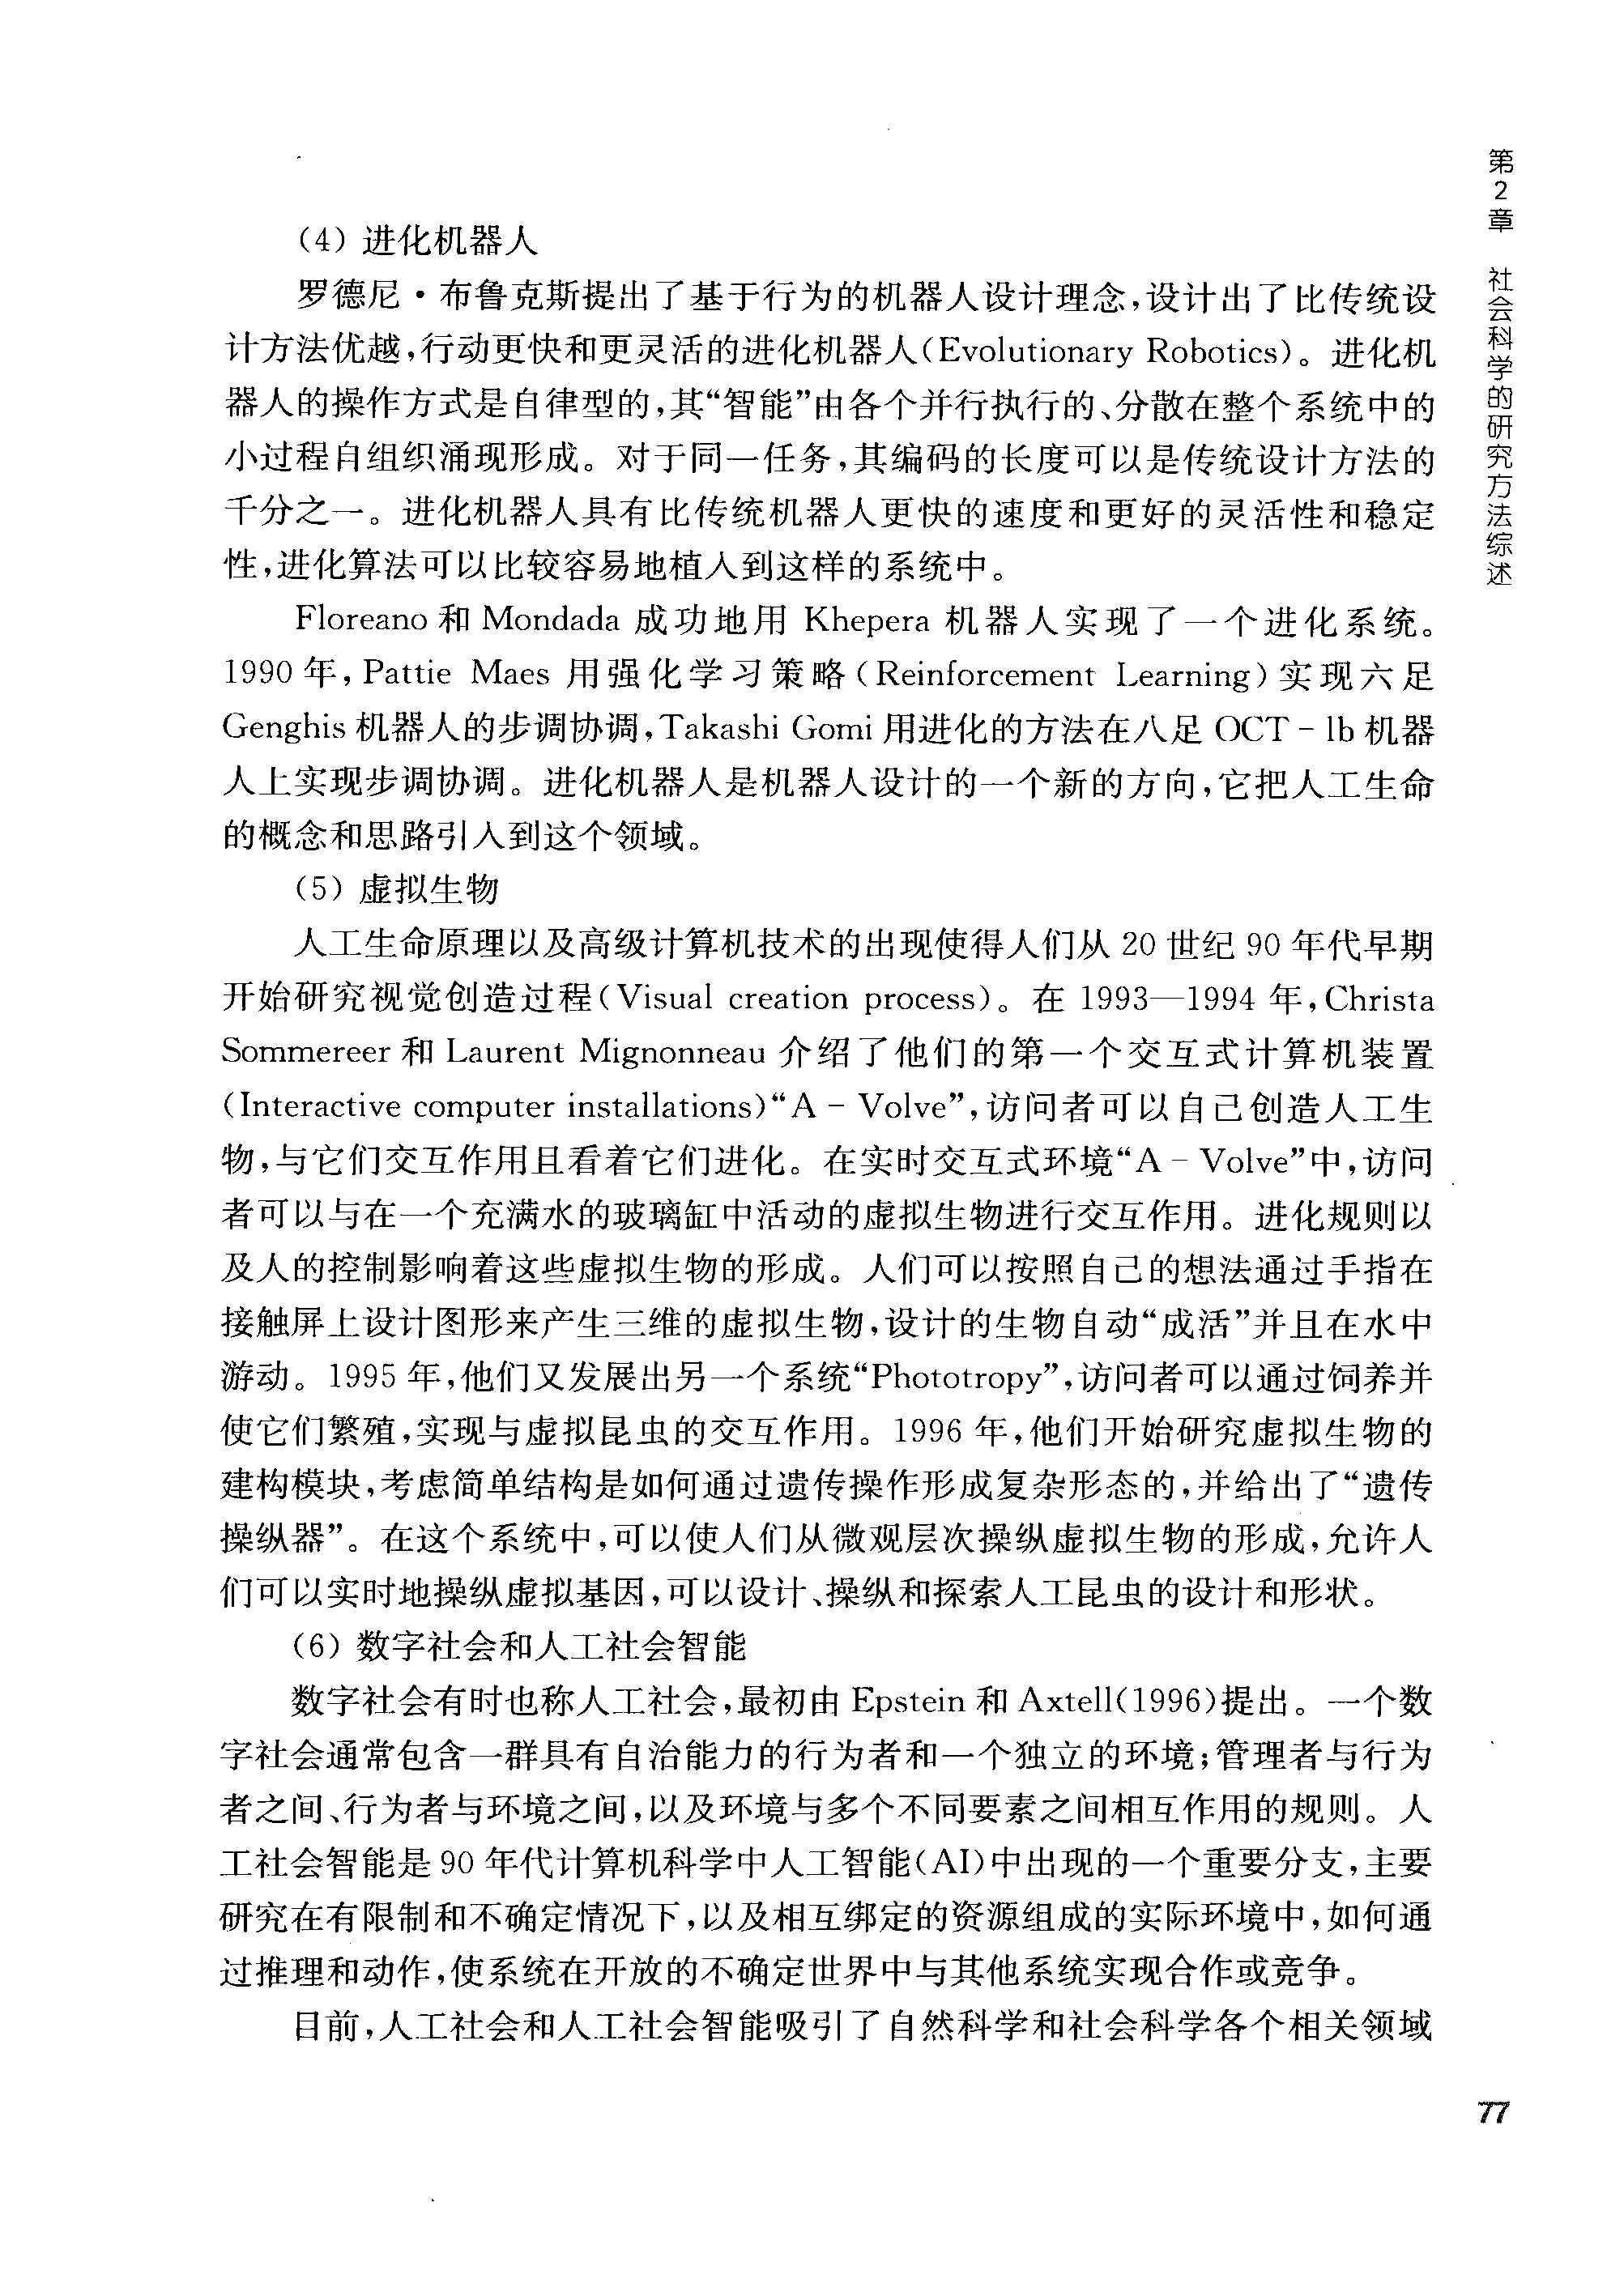 第2章 社会科学的研究方法综述
（4）进化机器人
罗德尼·布鲁克斯提出了基于行为的机器人设计理念，设计出了比传统设
计方法优越，行动更快和更灵活的进化机器人(Evolutionary Robotics)。进化机
器人的操作方式是自律型的，其“智能”由各个并行执行的、分散在整个系统中的
小过程自组织涌现形成。对于同一任务，其编码的长度可以是传统设计方法的
千分之一。进化机器人具有比传统机器人更快的速度和更好的灵活性和稳定
性，进化算法可以比较容易地植入到这样的系统中。
Floreano 和 Mondada 成功地用 Khepera 机器人实现了一个进化系统。
1990 年，Pattie Maes 用强化学习策略(Reinforcement Learning)实现六足
Genghis 机器人的步调协调，Takashi Gomi 用进化的方法在八足 OCT－lb 机器
人上实现步调协调。进化机器人是机器人设计的一个新的方向，它把人工生命
的概念和思路引入到这个领域。
（5）虚拟生物
人工生命原理以及高级计算机技术的出现使得人们从 20 世纪 90 年代早期
开始研究视觉创造过程(Visual creation process)。在 1993—1994 年，Christa
Sommereer 和 Laurent Mignonneau 介绍了他们的第一个交互式计算机装置
(Interactive computer installations)“A－Volve”，访问者可以自己创造人工生
物，与它们交互作用且看着它们进化。在实时交互式环境“A－Volve”中，访问
者可以与在一个充满水的玻璃缸中活动的虚拟生物进行交互作用。进化规则以
及人的控制影响着这些虚拟生物的形成。人们可以按照自己的想法通过手指在
接触屏上设计图形来产生三维的虚拟生物，设计的生物自动“成活”并且在水中
游动。1995 年，他们又发展出另一个系统“Phototropy”，访问者可以通过饲养并
使它们繁殖，实现与虚拟昆虫的交互作用。1996 年，他们开始研究虚拟生物的
建构模块，考虑简单结构是如何通过遗传操作形成复杂形态的，并给出了“遗传
操纵器”。在这个系统中，可以使人们从微观层次操纵虚拟生物的形成，允许人
们可以实时地操纵虚拟基因，可以设计、操纵和探索人工昆虫的设计和形状。
（6）数字社会和人工社会智能
数字社会有时也称人工社会，最初由 Epstein 和 Axtell(1996)提出。一个数
字社会通常包含一群具有自治能力的行为者和一个独立的环境；管理者与行为
者之间、行为者与环境之间，以及环境与多个不同要素之间相互作用的规则。人
工社会智能是 90 年代计算机科学中人工智能(AI)中出现的一个重要分支，主要
研究在有限制和不确定情况下，以及相互绑定的资源组成的实际环境中，如何通
过推理和动作，使系统在开放的不确定世界中与其他系统实现合作或竞争。
目前，人工社会和人工社会智能吸引了自然科学和社会科学各个相关领域
77